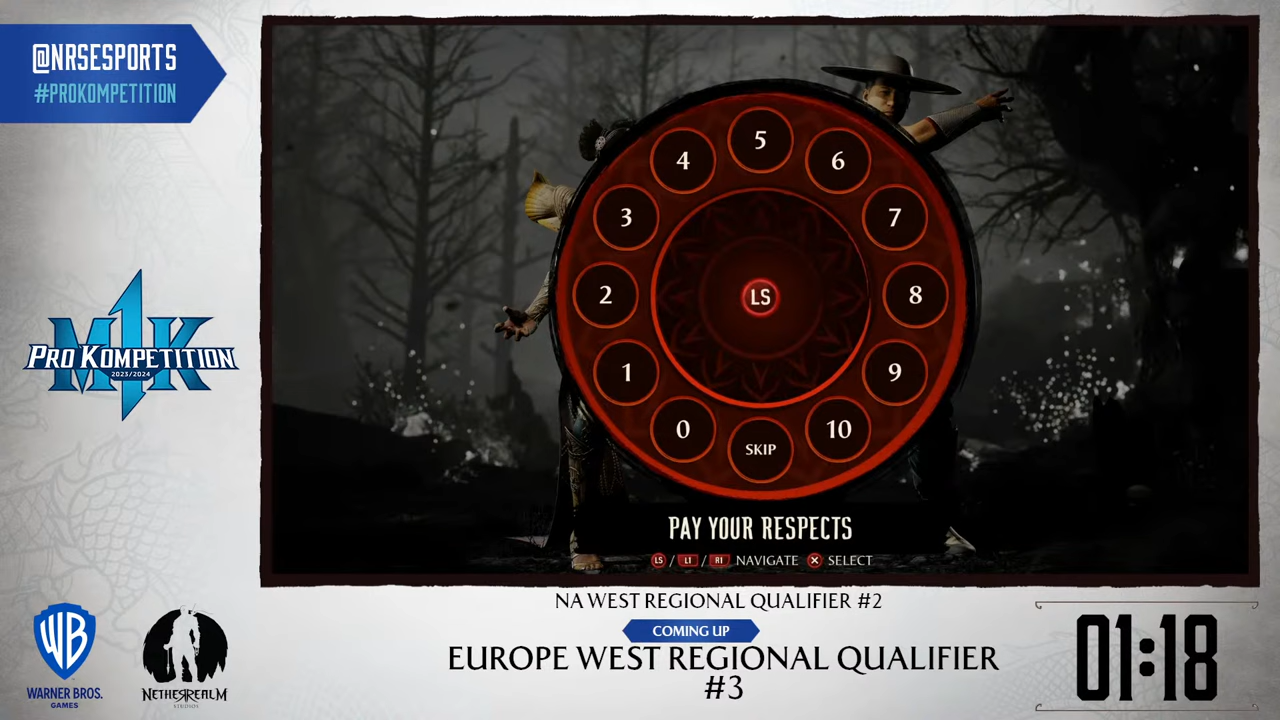 @NRSESPORTS
#PROKOMPETITION
M1K
PRO KOMPETITION
2023/2024
WB
WARNER BROS.
GAMES
NETHERREALM
STUDIOS
5
4
6
3
7
2
LS
8
1
9
0
10
SKIP
PAY YOUR RESPECTS
LS / L1 / R1 NAVIGATE X SELECT
NA WEST REGIONAL QUALIFIER #2
COMING UP
EUROPE WEST REGIONAL QUALIFIER
#3
01:18